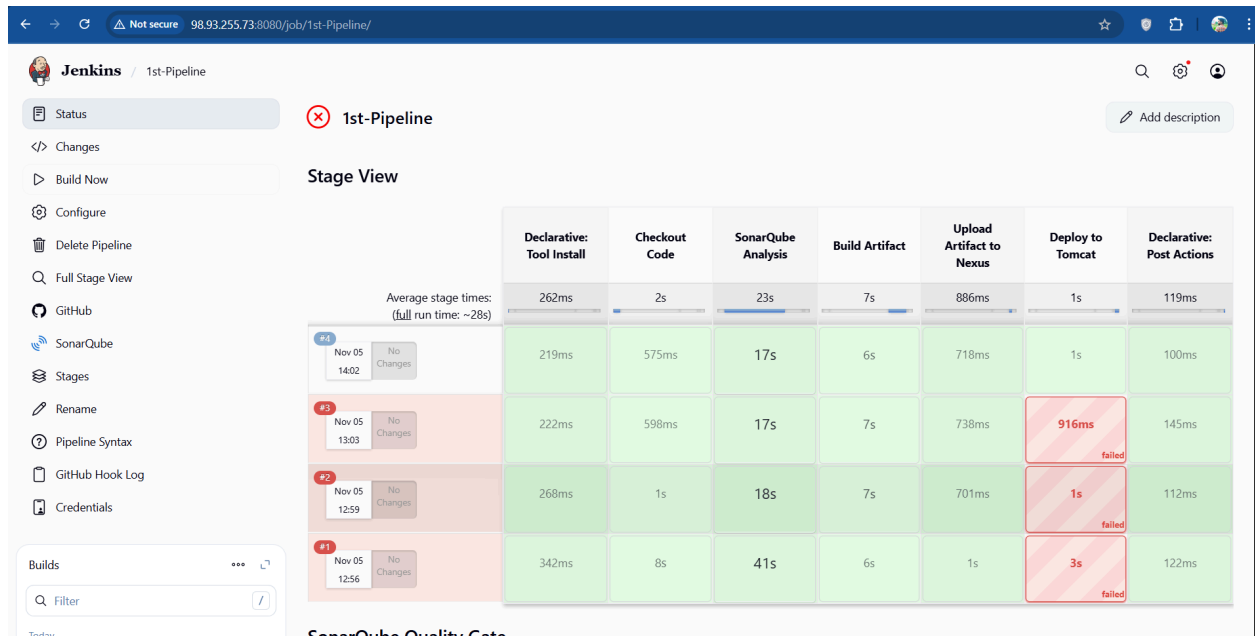 Not secure
98.93.255.73:8080/job/1st-Pipeline/
Jenkins / 1st-Pipeline
Status
Changes
Build Now
Configure
Delete Pipeline
Full Stage View
GitHub
SonarQube
Stages
Rename
Pipeline Syntax
GitHub Hook Log
Credentials
Builds
Filter
/
Today
1st-Pipeline
Add description
Stage View
Declarative: Tool Install
Checkout Code
SonarQube Analysis
Build Artifact
Upload Artifact to Nexus
Deploy to Tomcat
Declarative: Post Actions
Average stage times:
(full run time: ~28s)
262ms 2s 23s 7s 886ms 1s 119ms
#4
Nov 05
14:02
No Changes
219ms 575ms 17s 6s 718ms 1s 100ms
#3
Nov 05
13:03
No Changes
222ms 598ms 17s 7s 738ms 916ms 145ms
failed
#2
Nov 05
12:59
No Changes
268ms 1s 18s 7s 701ms 1s 112ms
failed
#1
Nov 05
12:56
No Changes
342ms 8s 41s 6s 1s 3s 122ms
failed
SonarQube Quality Gate